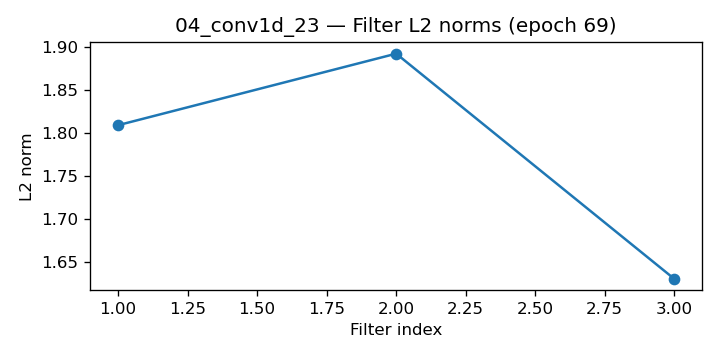 04_conv1d_23 — Filter L2 norms (epoch 69)
1.90
1.85
1.80
1.75
1.70
1.65
L2 norm
1.00 1.25 1.50 1.75 2.00 2.25 2.50 2.75 3.00
Filter index